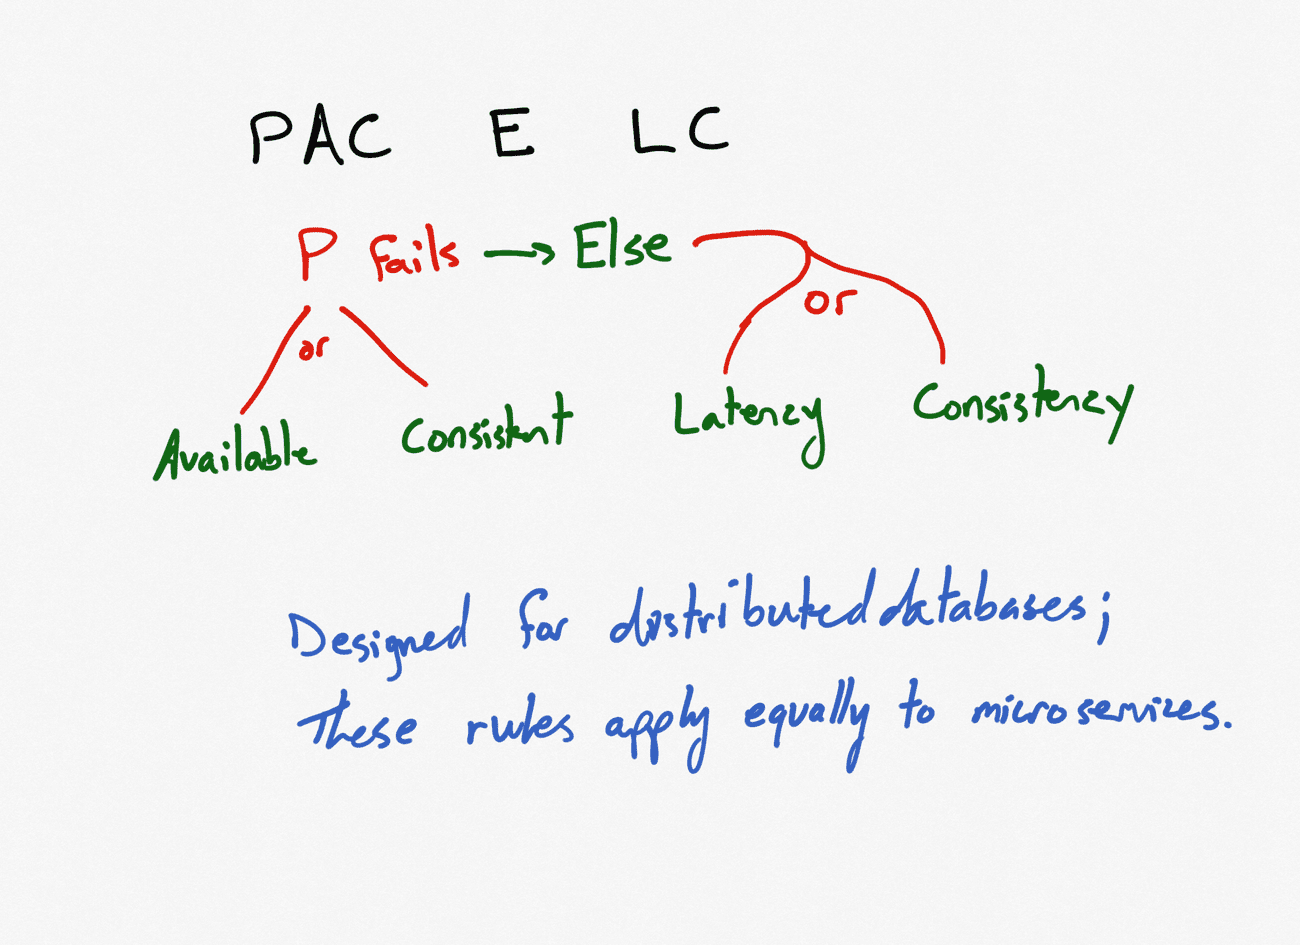 PAC E LC
P Fails → Else
or
or
Available Consistent Latency Consistency
Designed for distributed databases;
These rules apply equally to microservices.